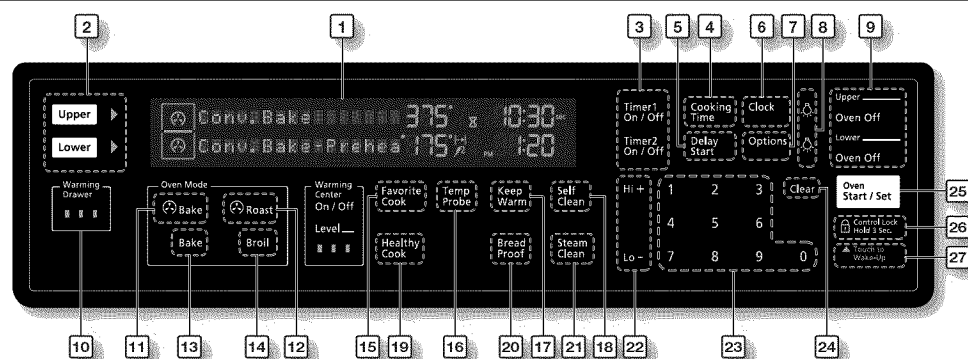 2
1
3
5
4
6
7
8
9
Upper
Lower
Conv.Bake 375° 10:30
Conv.Bake-Prehea 175° PM 1:20
Timer1
On / Off
Timer2
On / Off
Cooking
Time
Delay
Start
Clock
Options
Upper
Oven Off
Lower
Oven Off
Warming
Drawer
Oven Mode
Bake
Roast
Bake
Broil
Warming
Center
On / Off
Level
Favorite
Cook
Temp
Probe
Keep
Warm
Self
Clean
Healthy
Cook
Bread
Proof
Steam
Clean
Hi +
Lo -
1 2 3
4 5 6
7 8 9 0
Clear
Oven
Start / Set
Control Lock
Hold 3 Sec.
Touch to
Wake-Up
25
26
27
10
11
13
14
12
15
19
16
20
17
21
18
22
23
24